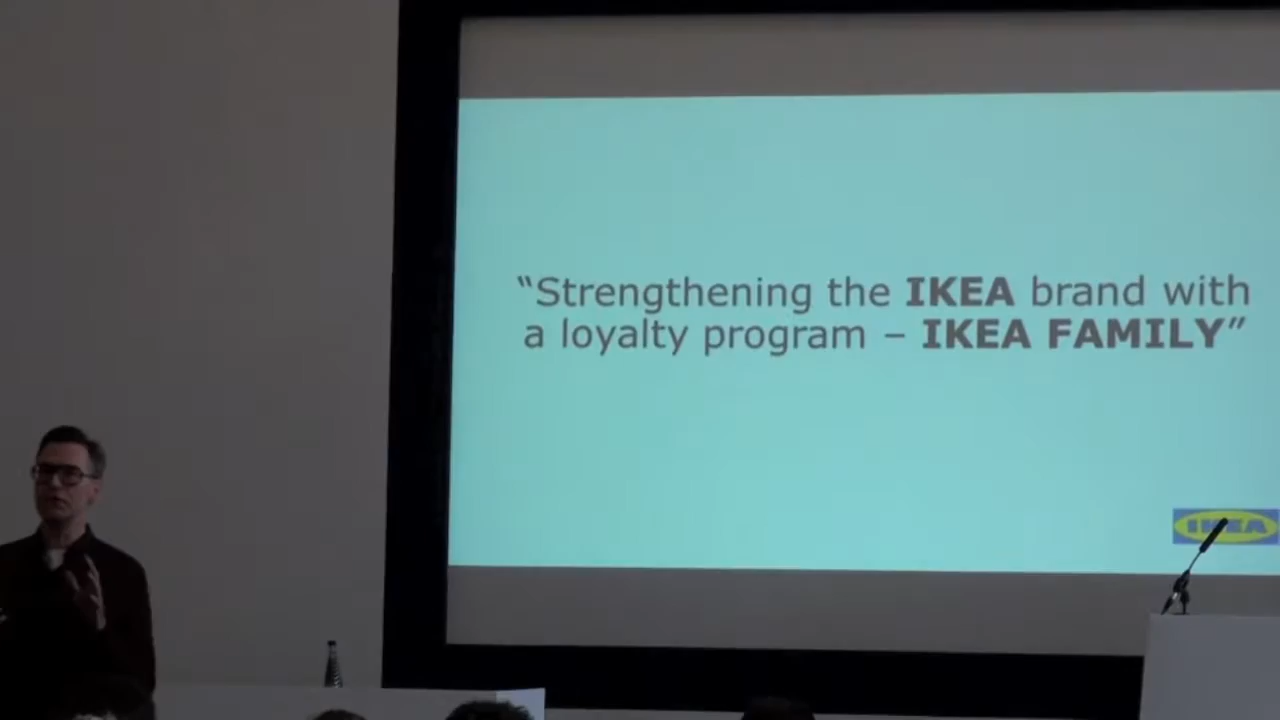 “Strengthening the IKEA brand with
a loyalty program – IKEA FAMILY”
IKEA